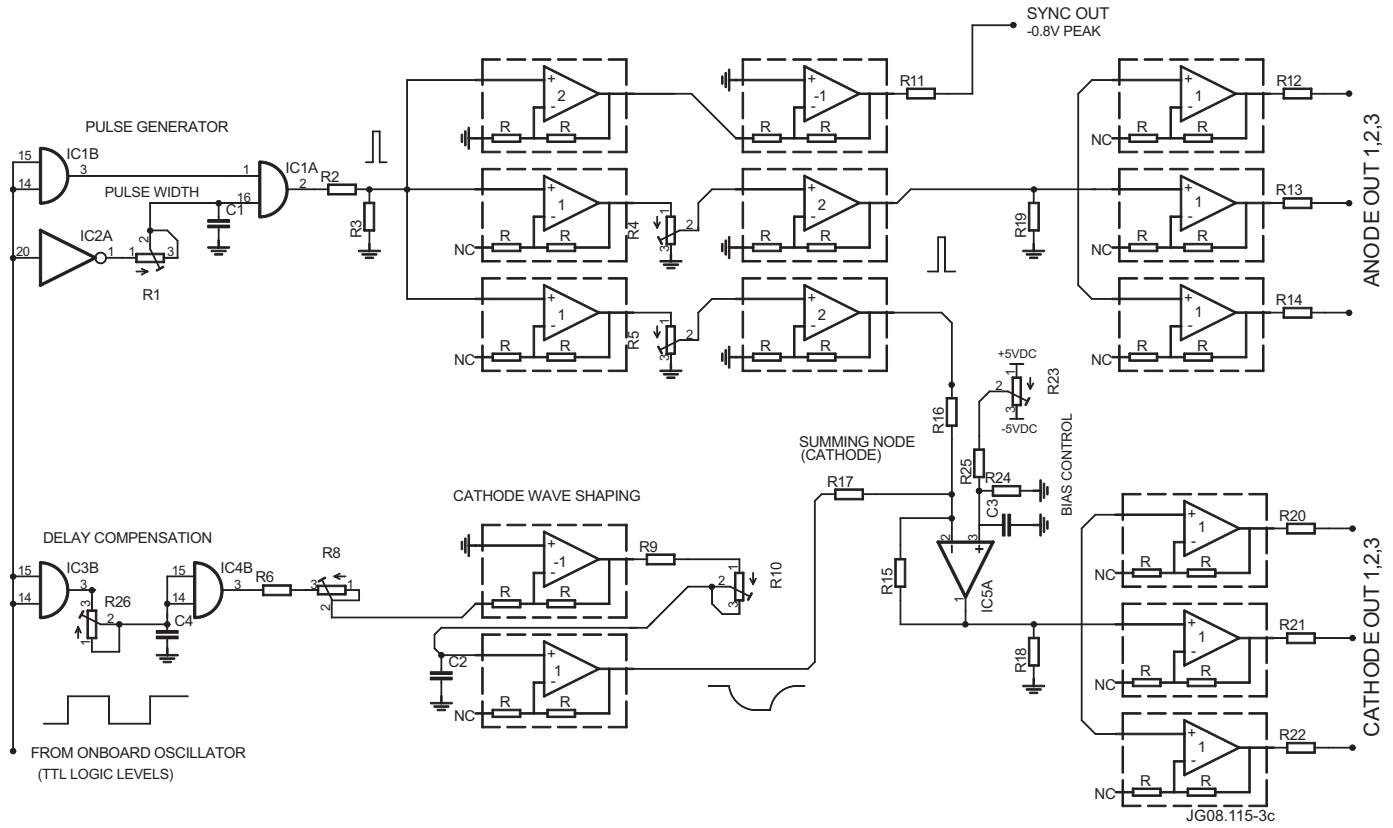 SYNC OUT
-0.8V PEAK
R11
R12
+
2
-
R
R
+
-1
-
R
R
+
1
-
NC
R
R
ANODE OUT 1,2,3
PULSE GENERATOR
15
14
IC1B
3
1
16
IC1A
2
R2
R3
PULSE WIDTH
C1
20
IC2A
1
1
2
3
R1
+
1
-
NC
R
R
R4
1
2
3
+
2
-
R
R
R19
+
1
-
NC
R
R
R13
+
1
-
NC
R
R
R5
1
2
3
+
2
-
R
R
+
1
-
NC
R
R
R14
+5VDC
1
2
3
R23
-5VDC
R16
SUMMING NODE
(CATHODE)
R17
R25
R24
C3
BIAS CONTROL
2
3
-
+
1
IC5A
R15
R18
CATHODE WAVE SHAPING
DELAY COMPENSATION
15
14
IC3B
3
3
2
1
R26
15
14
IC4B
3
C4
R6
R8
3
1
2
+
-1
-
R
R
R9
1
2
3
R10
C2
+
1
-
NC
R
R
+
1
-
NC
R
R
R20
+
1
-
NC
R
R
R21
+
1
-
NC
R
R
R22
CATHODE OUT 1,2,3
FROM ONBOARD OSCILLATOR
(TTL LOGIC LEVELS)
JG08.115-3c